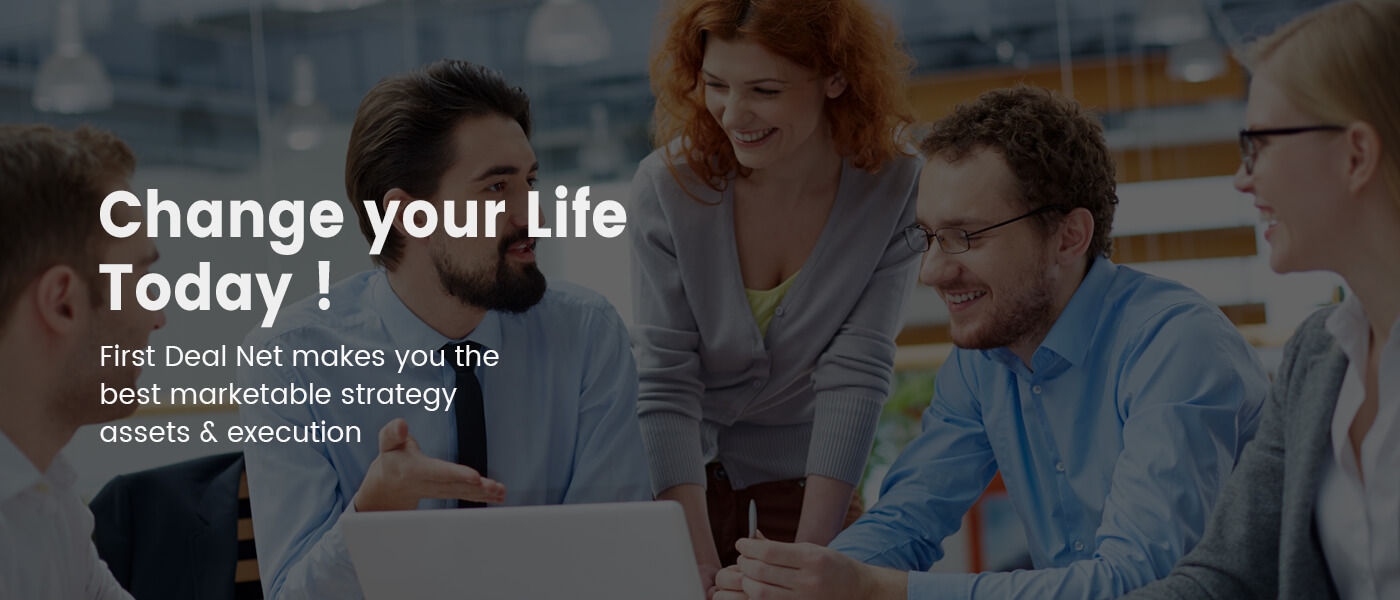 Change your Life
Today !
First Deal Net makes you the
best marketable strategy
assets & execution